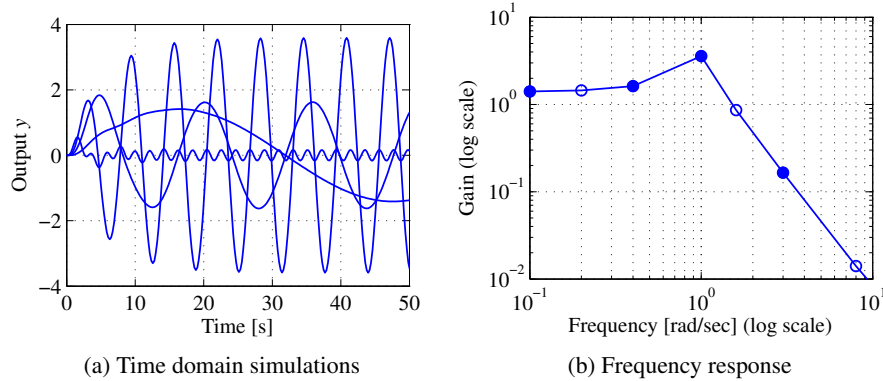 4
2
0
−2
−4
0 10 20 30 40 50
Output y
Time [s]
(a) Time domain simulations
10^1
10^0
10^-1
10^-2
10^-1 10^0 10^1
Gain (log scale)
Frequency [rad/sec] (log scale)
(b) Frequency response